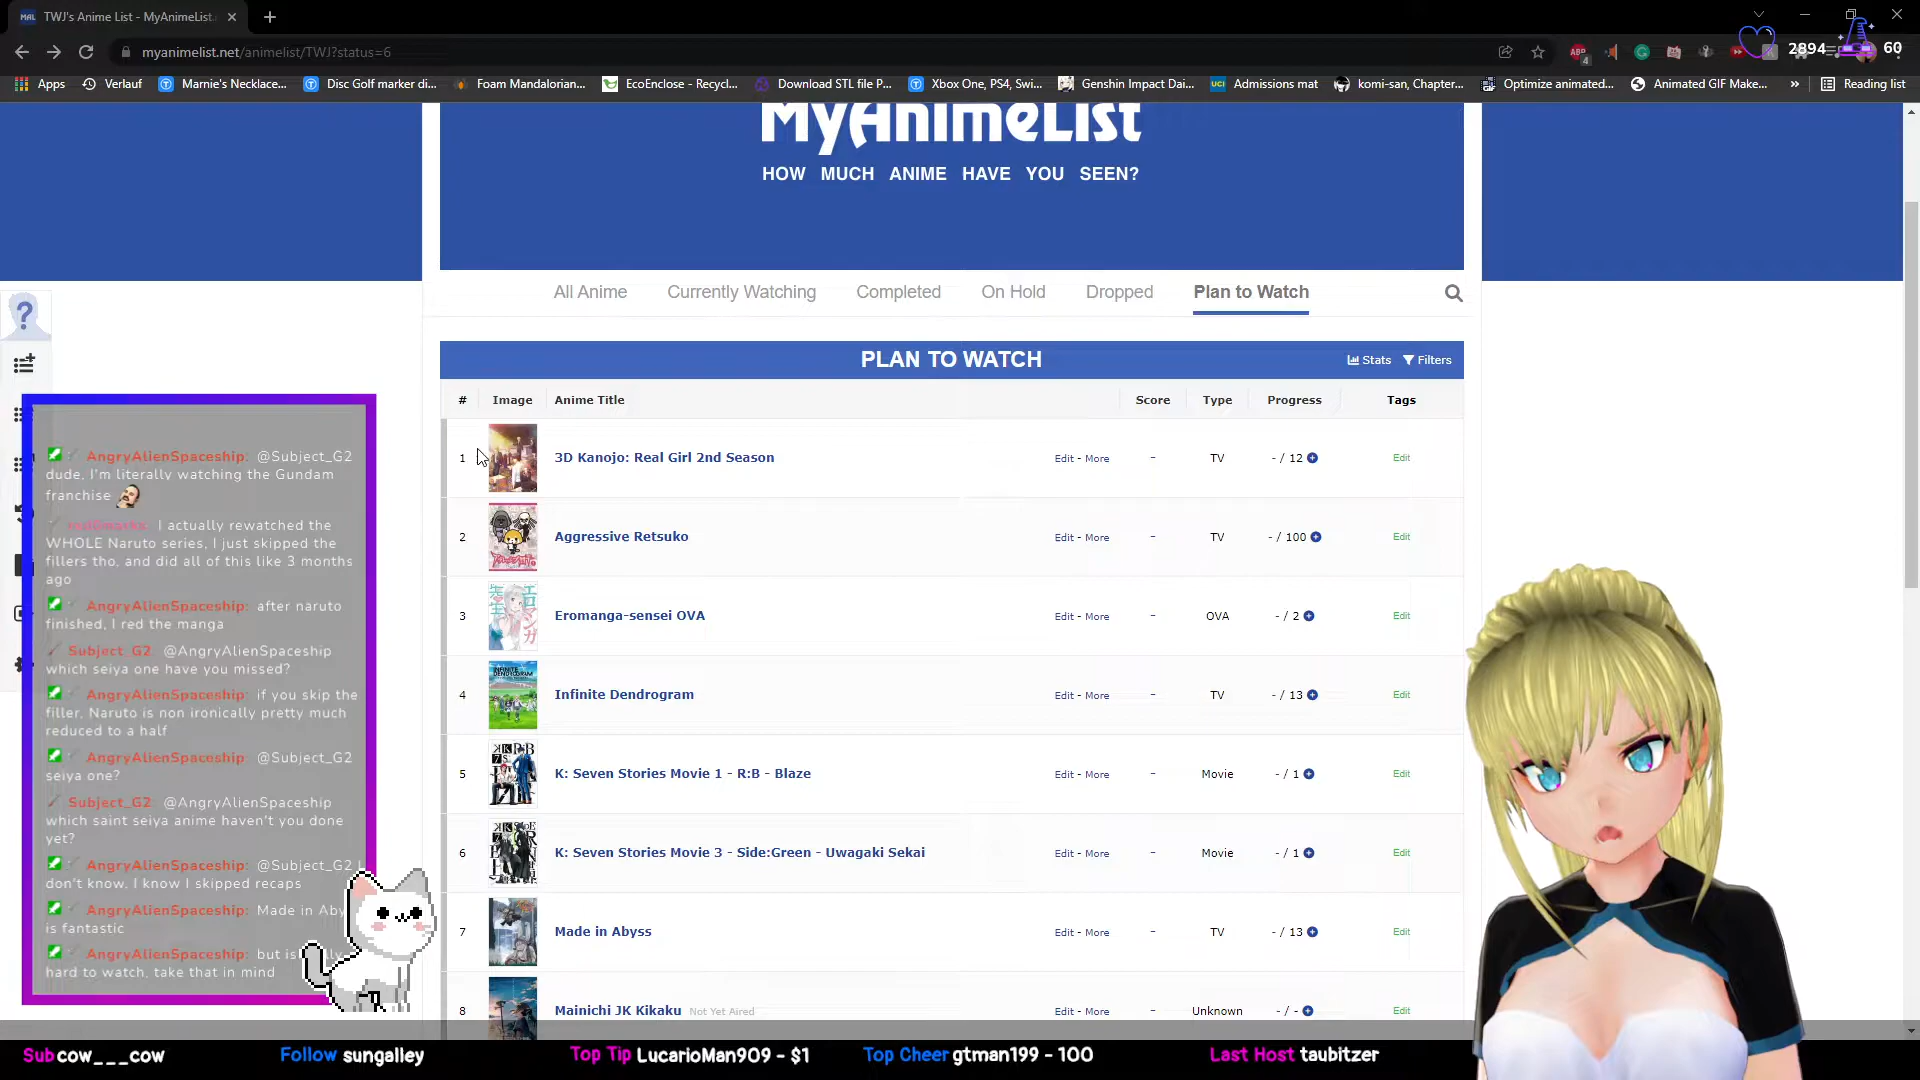 TWJ's Anime List - MyAnimeList.
myanimelist.net/animelist/TWJ?status=6
2894
60
Apps
Verlauf
Marnie's Necklace...
Disc Golf marker di...
Foam Mandalorian...
EcoEnclose - Recycl...
Download STL file P...
Xbox One, PS4, Swi...
Genshin Impact Dai...
Admissions mat
komi-san, Chapter...
Optimize animated...
Animated GIF Make...
»
Reading list
MyAnimeList
HOW MUCH ANIME HAVE YOU SEEN?
All Anime
Currently Watching
Completed
On Hold
Dropped
Plan to Watch
PLAN TO WATCH
Stats
Filters
# Image Anime Title Score Type Progress Tags
1 3D Kanojo: Real Girl 2nd Season Edit - More - TV - / 12 Edit
2 Aggressive Retsuko Edit - More - TV - / 100 Edit
3 Eromanga-sensei OVA Edit - More - OVA - / 2 Edit
4 Infinite Dendrogram Edit - More - TV - / 13 Edit
5 K: Seven Stories Movie 1 - R:B - Blaze Edit - More - Movie - / 1 Edit
6 K: Seven Stories Movie 3 - Side:Green - Uwagaki Sekai Edit - More - Movie - / 1 Edit
7 Made in Abyss Edit - More - TV - / 13 Edit
8 Mainichi JK Kikaku Not Yet Aired Edit - More - Unknown - / - Edit
AngryAlienSpaceship: @Subject_G2
dude, I'm literally watching the Gundam
franchise
I actually rewatched the
WHOLE Naruto series, I just skipped the
fillers tho, and did all of this like 3 months
ago
AngryAlienSpaceship: after naruto
finished, I red the manga
Subject_G2: @AngryAlienSpaceship
which seiya one have you missed?
AngryAlienSpaceship: if you skip the
filler, Naruto is non ironically pretty much
reduced to a half
AngryAlienSpaceship: @Subject_G2
seiya one?
Subject_G2: @AngryAlienSpaceship
which saint seiya anime haven't you done
yet?
AngryAlienSpaceship: @Subject_G2 I
don't know, I know I skipped recaps
AngryAlienSpaceship: Made in Aby
is fantastic
AngryAlienSpaceship: but is
hard to watch, take that in mind
Sub cow___cow
Follow sungalley
Top Tip LucarioMan909 - $1
Top Cheer gtman199 - 100
Last Host taubitzer